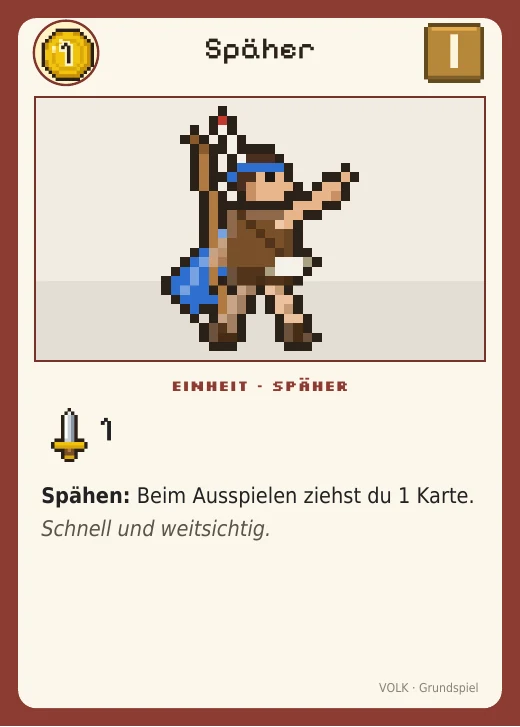 1
Späher
I
EINHEIT · SPÄHER
1
Spähen: Beim Ausspielen ziehst du 1 Karte.
Schnell und weitsichtig.
VOLK · Grundspiel